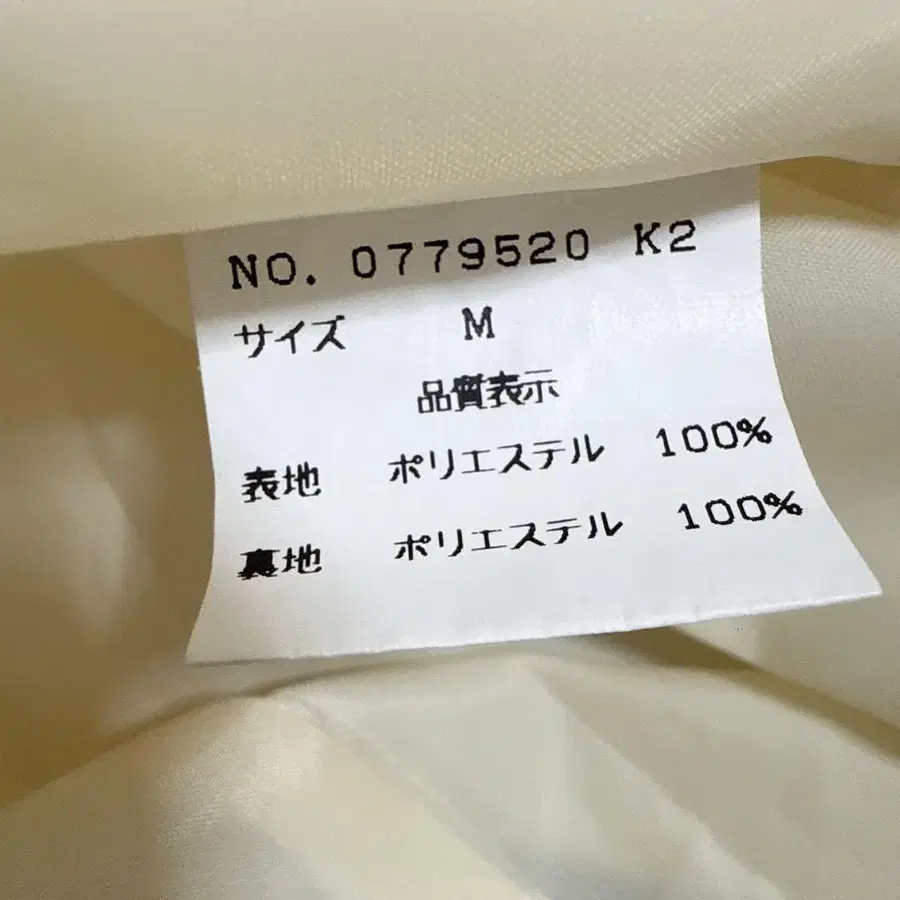 NO. 0779520 K2
サイズ M
品質表示
表地 ポリエステル 100%
裏地 ポリエステル 100%